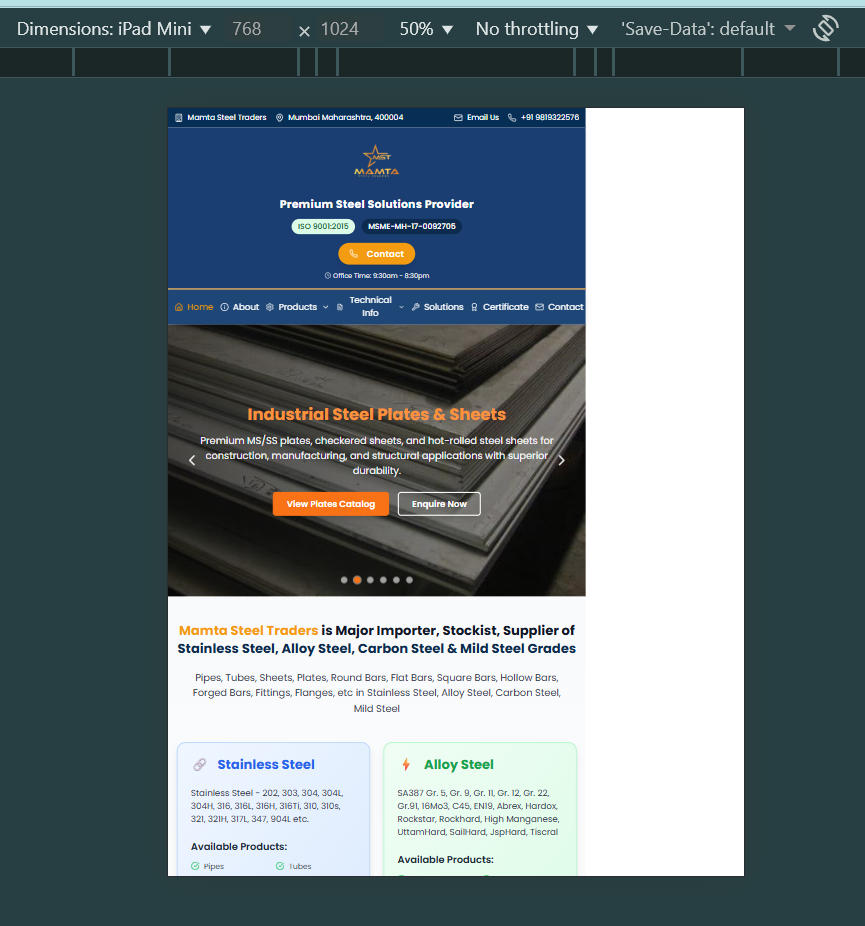 Dimensions: iPad Mini ▼ 768 × 1024 50% ▼ No throttling ▼ 'Save-Data': default ▼
Mamta Steel Traders Mumbai Maharashtra, 400004 Email Us +91 9819322576
MST
MAMTA
Premium Steel Solutions Provider
ISO 9001:2015 MSME-MH-17-0092705
Contact
Office Time: 9:30am - 8:30pm
Home About Products Technical Info Solutions Certificate Contact
Industrial Steel Plates & Sheets
Premium MS/SS plates, checkered sheets, and hot-rolled steel sheets for
construction, manufacturing, and structural applications with superior
durability.
View Plates Catalog Enquire Now
Mamta Steel Traders is Major Importer, Stockist, Supplier of
Stainless Steel, Alloy Steel, Carbon Steel & Mild Steel Grades
Pipes, Tubes, Sheets, Plates, Round Bars, Flat Bars, Square Bars, Hollow Bars,
Forged Bars, Fittings, Flanges, etc in Stainless Steel, Alloy Steel, Carbon Steel,
Mild Steel
Stainless Steel
Stainless Steel - 202, 303, 304, 304L,
304H, 316, 316L, 316H, 316Ti, 310, 310s,
321, 321H, 317L, 347, 904L etc.
Available Products:
Pipes Tubes
Alloy Steel
SA387 Gr. 5, Gr. 9, Gr. 11, Gr. 12, Gr. 22,
Gr.91, 16Mo3, C45, EN19, Abrex, Hardox,
Rockstar, Rockhard, High Manganese,
UttamHard, SailHard, JspHard, Tiscral
Available Products: